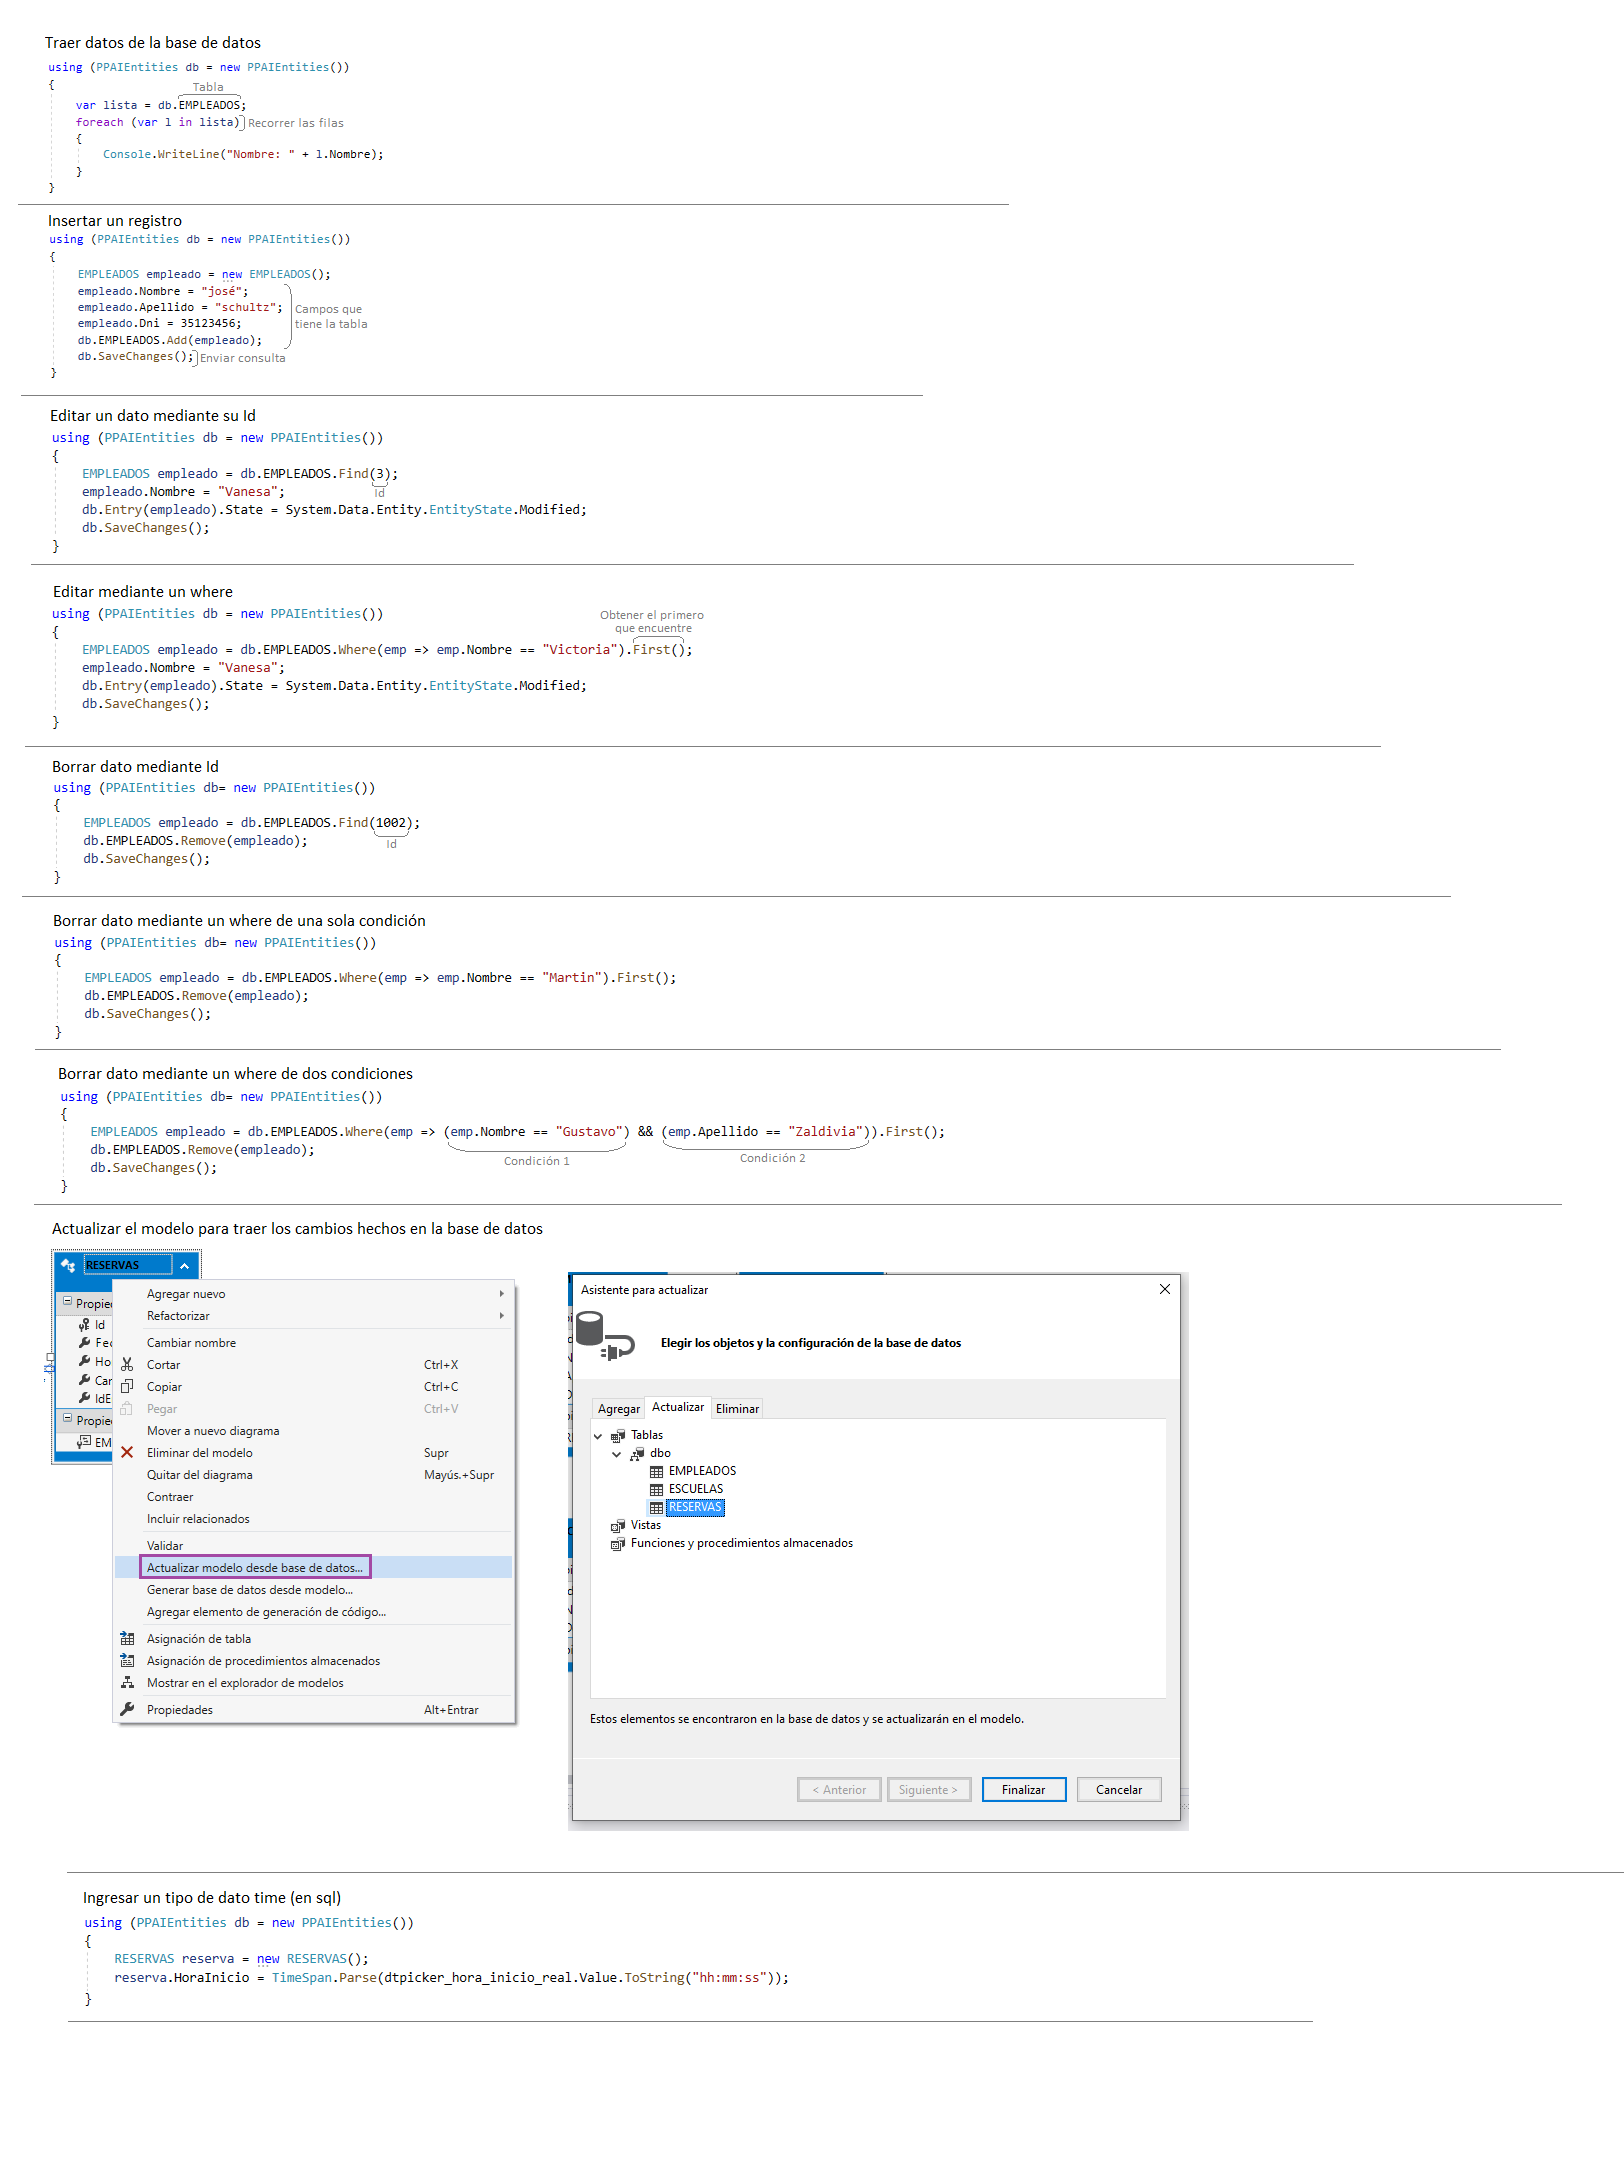 Traer datos de la base de datos
using (PPAIEntities db = new PPAIEntities())
{
Tabla
var lista = db.EMPLEADOS;
foreach (var l in lista) Recorrer las filas
{
Console.WriteLine("Nombre: " + l.Nombre);
}
}
Insertar un registro
using (PPAIEntities db = new PPAIEntities())
{
EMPLEADOS empleado = new EMPLEADOS();
empleado.Nombre = "josé";
empleado.Apellido = "schultz";
empleado.Dni = 35123456;
db.EMPLEADOS.Add(empleado);
Campos que
tiene la tabla
db.SaveChanges(); Enviar consulta
}
Editar un dato mediante su Id
using (PPAIEntities db = new PPAIEntities())
{
EMPLEADOS empleado = db.EMPLEADOS.Find(3);
empleado.Nombre = "Vanesa";
Id
db.Entry(empleado).State = System.Data.Entity.EntityState.Modified;
db.SaveChanges();
}
Editar mediante un where
using (PPAIEntities db = new PPAIEntities())
Obtener el primero
que encuentre
{
EMPLEADOS empleado = db.EMPLEADOS.Where(emp => emp.Nombre == "Victoria").First();
empleado.Nombre = "Vanesa";
db.Entry(empleado).State = System.Data.Entity.EntityState.Modified;
db.SaveChanges();
}
Borrar dato mediante Id
using (PPAIEntities db= new PPAIEntities())
{
EMPLEADOS empleado = db.EMPLEADOS.Find(1002);
db.EMPLEADOS.Remove(empleado);
Id
db.SaveChanges();
}
Borrar dato mediante un where de una sola condición
using (PPAIEntities db= new PPAIEntities())
{
EMPLEADOS empleado = db.EMPLEADOS.Where(emp => emp.Nombre == "Martin").First();
db.EMPLEADOS.Remove(empleado);
db.SaveChanges();
}
Borrar dato mediante un where de dos condiciones
using (PPAIEntities db= new PPAIEntities())
{
EMPLEADOS empleado = db.EMPLEADOS.Where(emp => (emp.Nombre == "Gustavo") && (emp.Apellido == "Zaldivia")).First();
db.EMPLEADOS.Remove(empleado);
Condición 1
Condición 2
db.SaveChanges();
}
Actualizar el modelo para traer los cambios hechos en la base de datos
RESERVAS
Propie
Id
Fec
Ho
Can
IdE
Propie
EM
Agregar nuevo
Refactorizar
Cambiar nombre
Cortar Ctrl+X
Copiar Ctrl+C
Pegar Ctrl+V
Mover a nuevo diagrama
Eliminar del modelo Supr
Quitar del diagrama Mayús.+Supr
Contraer
Incluir relacionados
Validar
Actualizar modelo desde base de datos...
Generar base de datos desde modelo...
Agregar elemento de generación de código...
Asignación de tabla
Asignación de procedimientos almacenados
Mostrar en el explorador de modelos
Propiedades Alt+Entrar
Asistente para actualizar
Elegir los objetos y la configuración de la base de datos
Agregar Actualizar Eliminar
Tablas
dbo
EMPLEADOS
ESCUELAS
RESERVAS
Vistas
Funciones y procedimientos almacenados
Estos elementos se encontraron en la base de datos y se actualizarán en el modelo.
< Anterior Siguiente > Finalizar Cancelar
Ingresar un tipo de dato time (en sql)
using (PPAIEntities db = new PPAIEntities())
{
RESERVAS reserva = new RESERVAS();
reserva.HoraInicio = TimeSpan.Parse(dtpicker_hora_inicio_real.Value.ToString("hh:mm:ss"));
}